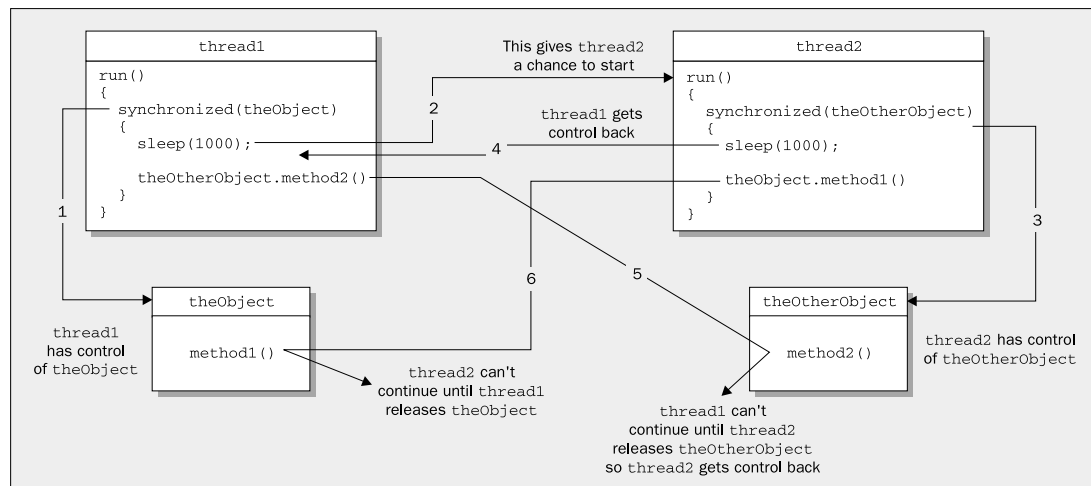 thread1
run()
{
synchronized(theObject)
{
sleep(1000);
theOtherObject.method2()
}
}
This gives thread2
a chance to start
2
thread1 gets
control back
4
thread2
run()
{
synchronized(theOtherObject)
{
sleep(1000);
theObject.method1()
}
}
1
3
5
6
theObject
method1()
thread1
has control
of theObject
thread2 can't
continue until thread1
releases theObject
theOtherObject
method2()
thread2 has control
of theOtherObject
thread1 can't
continue until thread2
releases theOtherObject
so thread2 gets control back